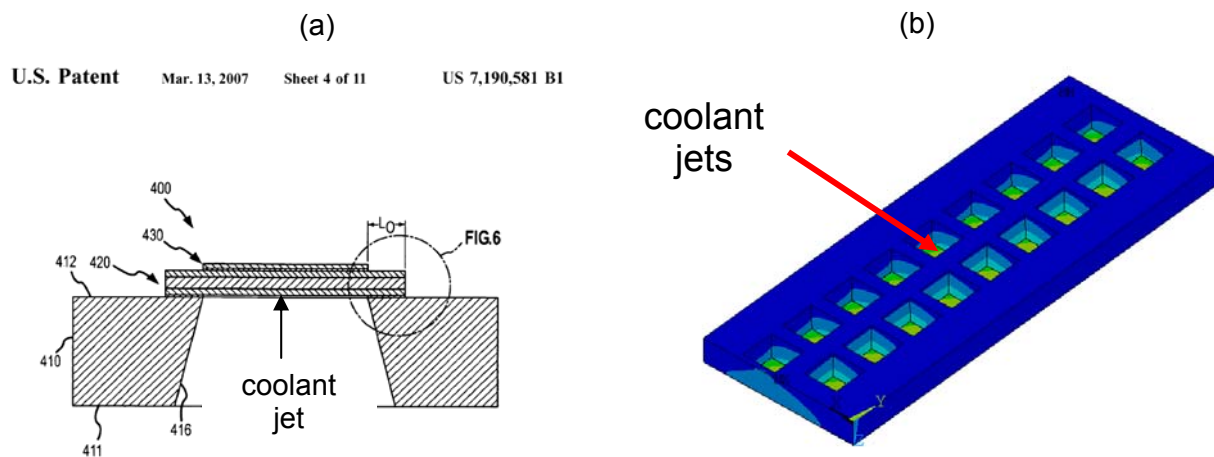 (a)
U.S. Patent Mar. 13, 2007 Sheet 4 of 11 US 7,190,581 B1
400
430
LO
FIG.6
420
412
410
416
411
coolant
jet
(b)
coolant
jets
Y
Z